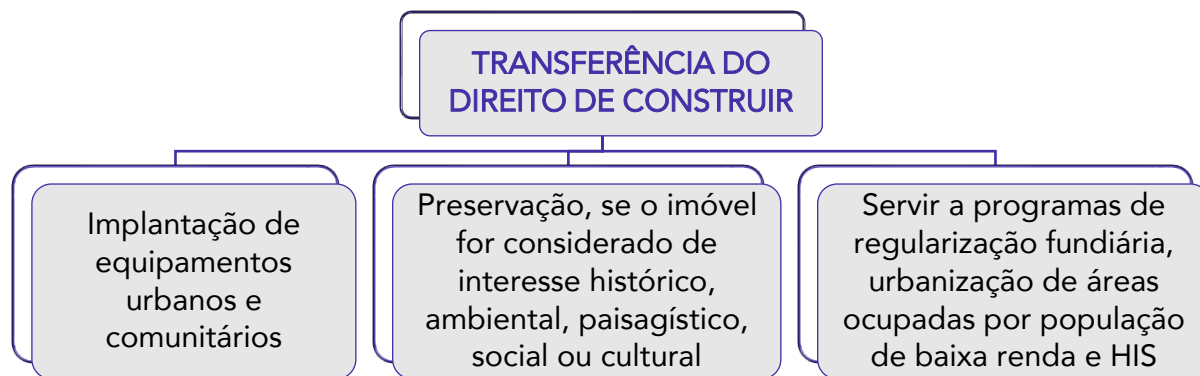 TRANSFERÊNCIA DO
DIREITO DE CONSTRUIR
Implantação de
equipamentos
urbanos e
comunitários
Preservação, se o imóvel
for considerado de
interesse histórico,
ambiental, paisagístico,
social ou cultural
Servir a programas de
regularização fundiária,
urbanização de áreas
ocupadas por população
de baixa renda e HIS